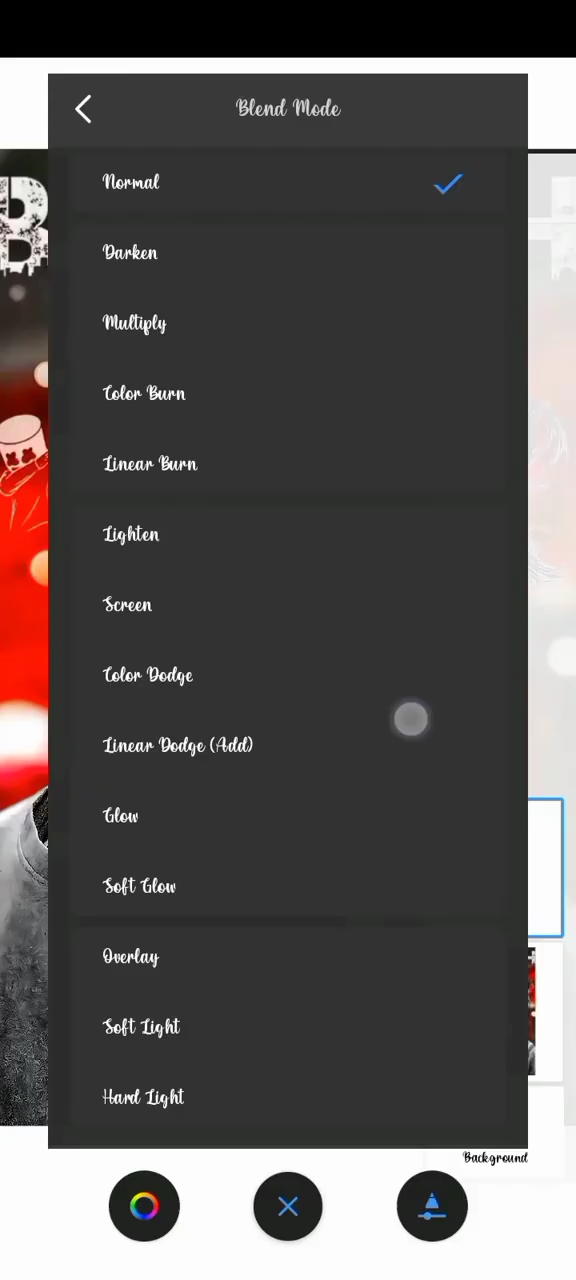 Blend Mode
B
Normal
Darken
Multiply
Color Burn
Linear Burn
Lighten
Screen
Color Dodge
Linear Dodge (Add)
Glow
Soft Glow
Overlay
Soft Light
Hard Light
Background